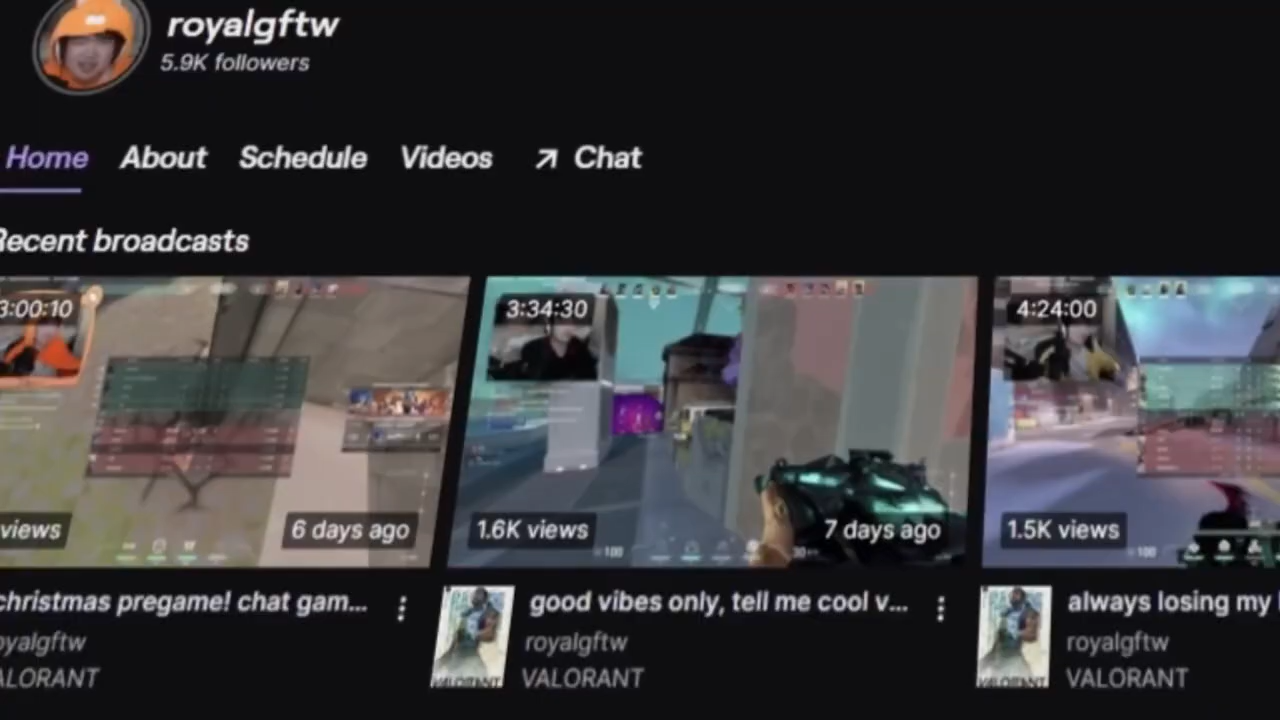 royalgftw
5.9K followers
Home About Schedule Videos Chat
Recent broadcasts
3:00:10 3:34:30 4:24:00
views 6 days ago 1.6K views 7 days ago 1.5K views
christmas pregame! chat gam... good vibes only, tell me cool v... always losing my
royalgftw royalgftw
VALORANT VALORANT